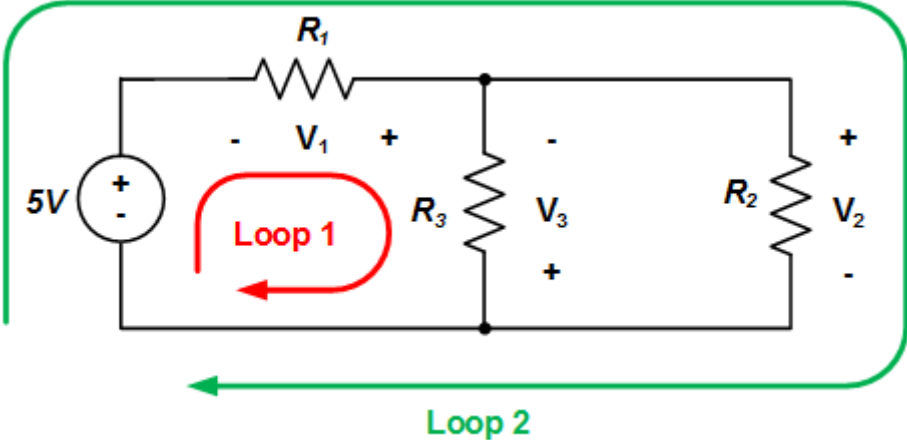 R1
- V1 +
5V
+
-
Loop 1
R3
-
V3
+
R2
+
V2
-
Loop 2